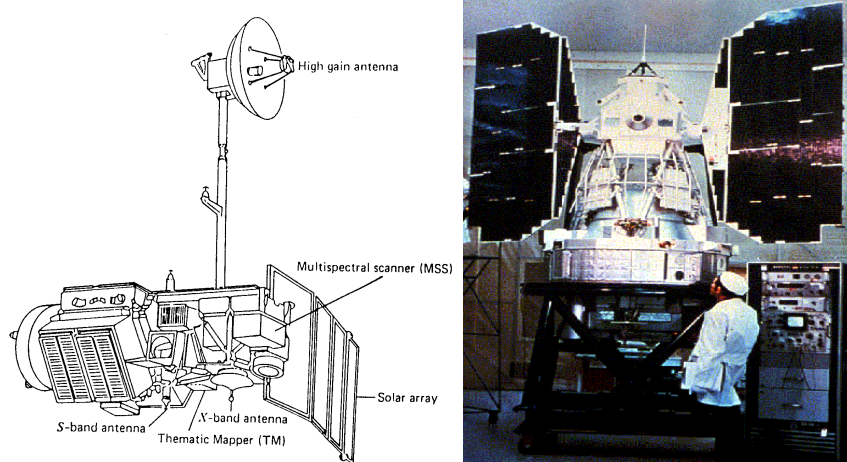 High gain antenna
Multispectral scanner (MSS)
Solar array
X-band antenna
S-band antenna
Thematic Mapper (TM)